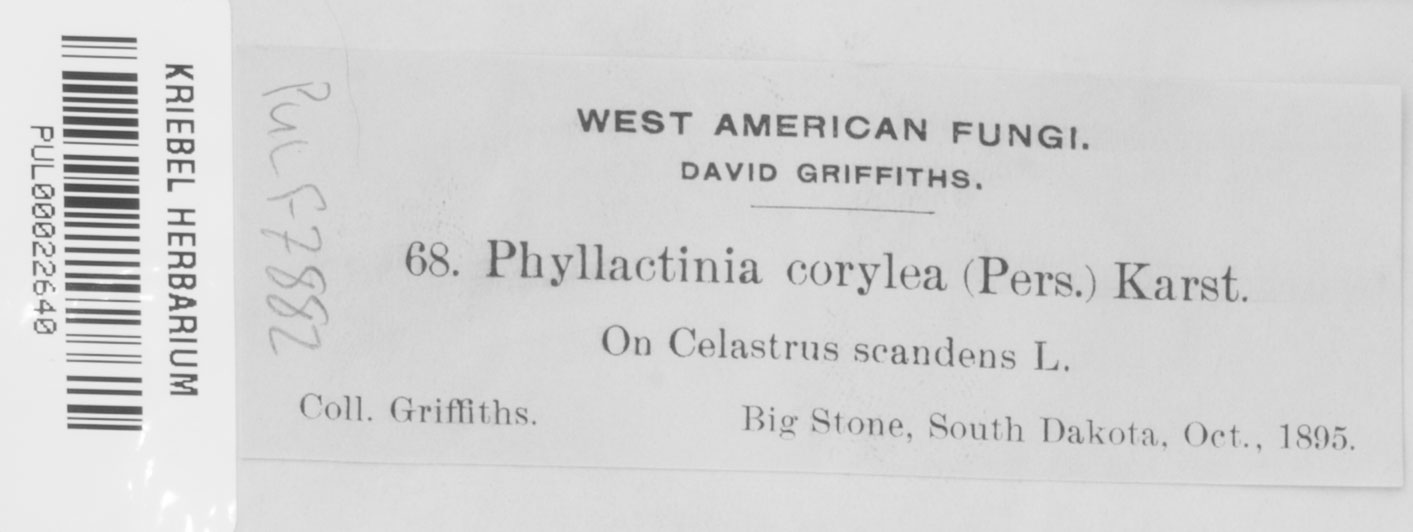 KRIEBEL HERBARIUM
PUL00022640
PUL F7882
WEST AMERICAN FUNGI.
DAVID GRIFFITHS.
68. Phyllactinia corylea (Pers.) Karst.
On Celastrus scandens L.
Coll. Griffiths.
Big Stone, South Dakota, Oct., 1895.